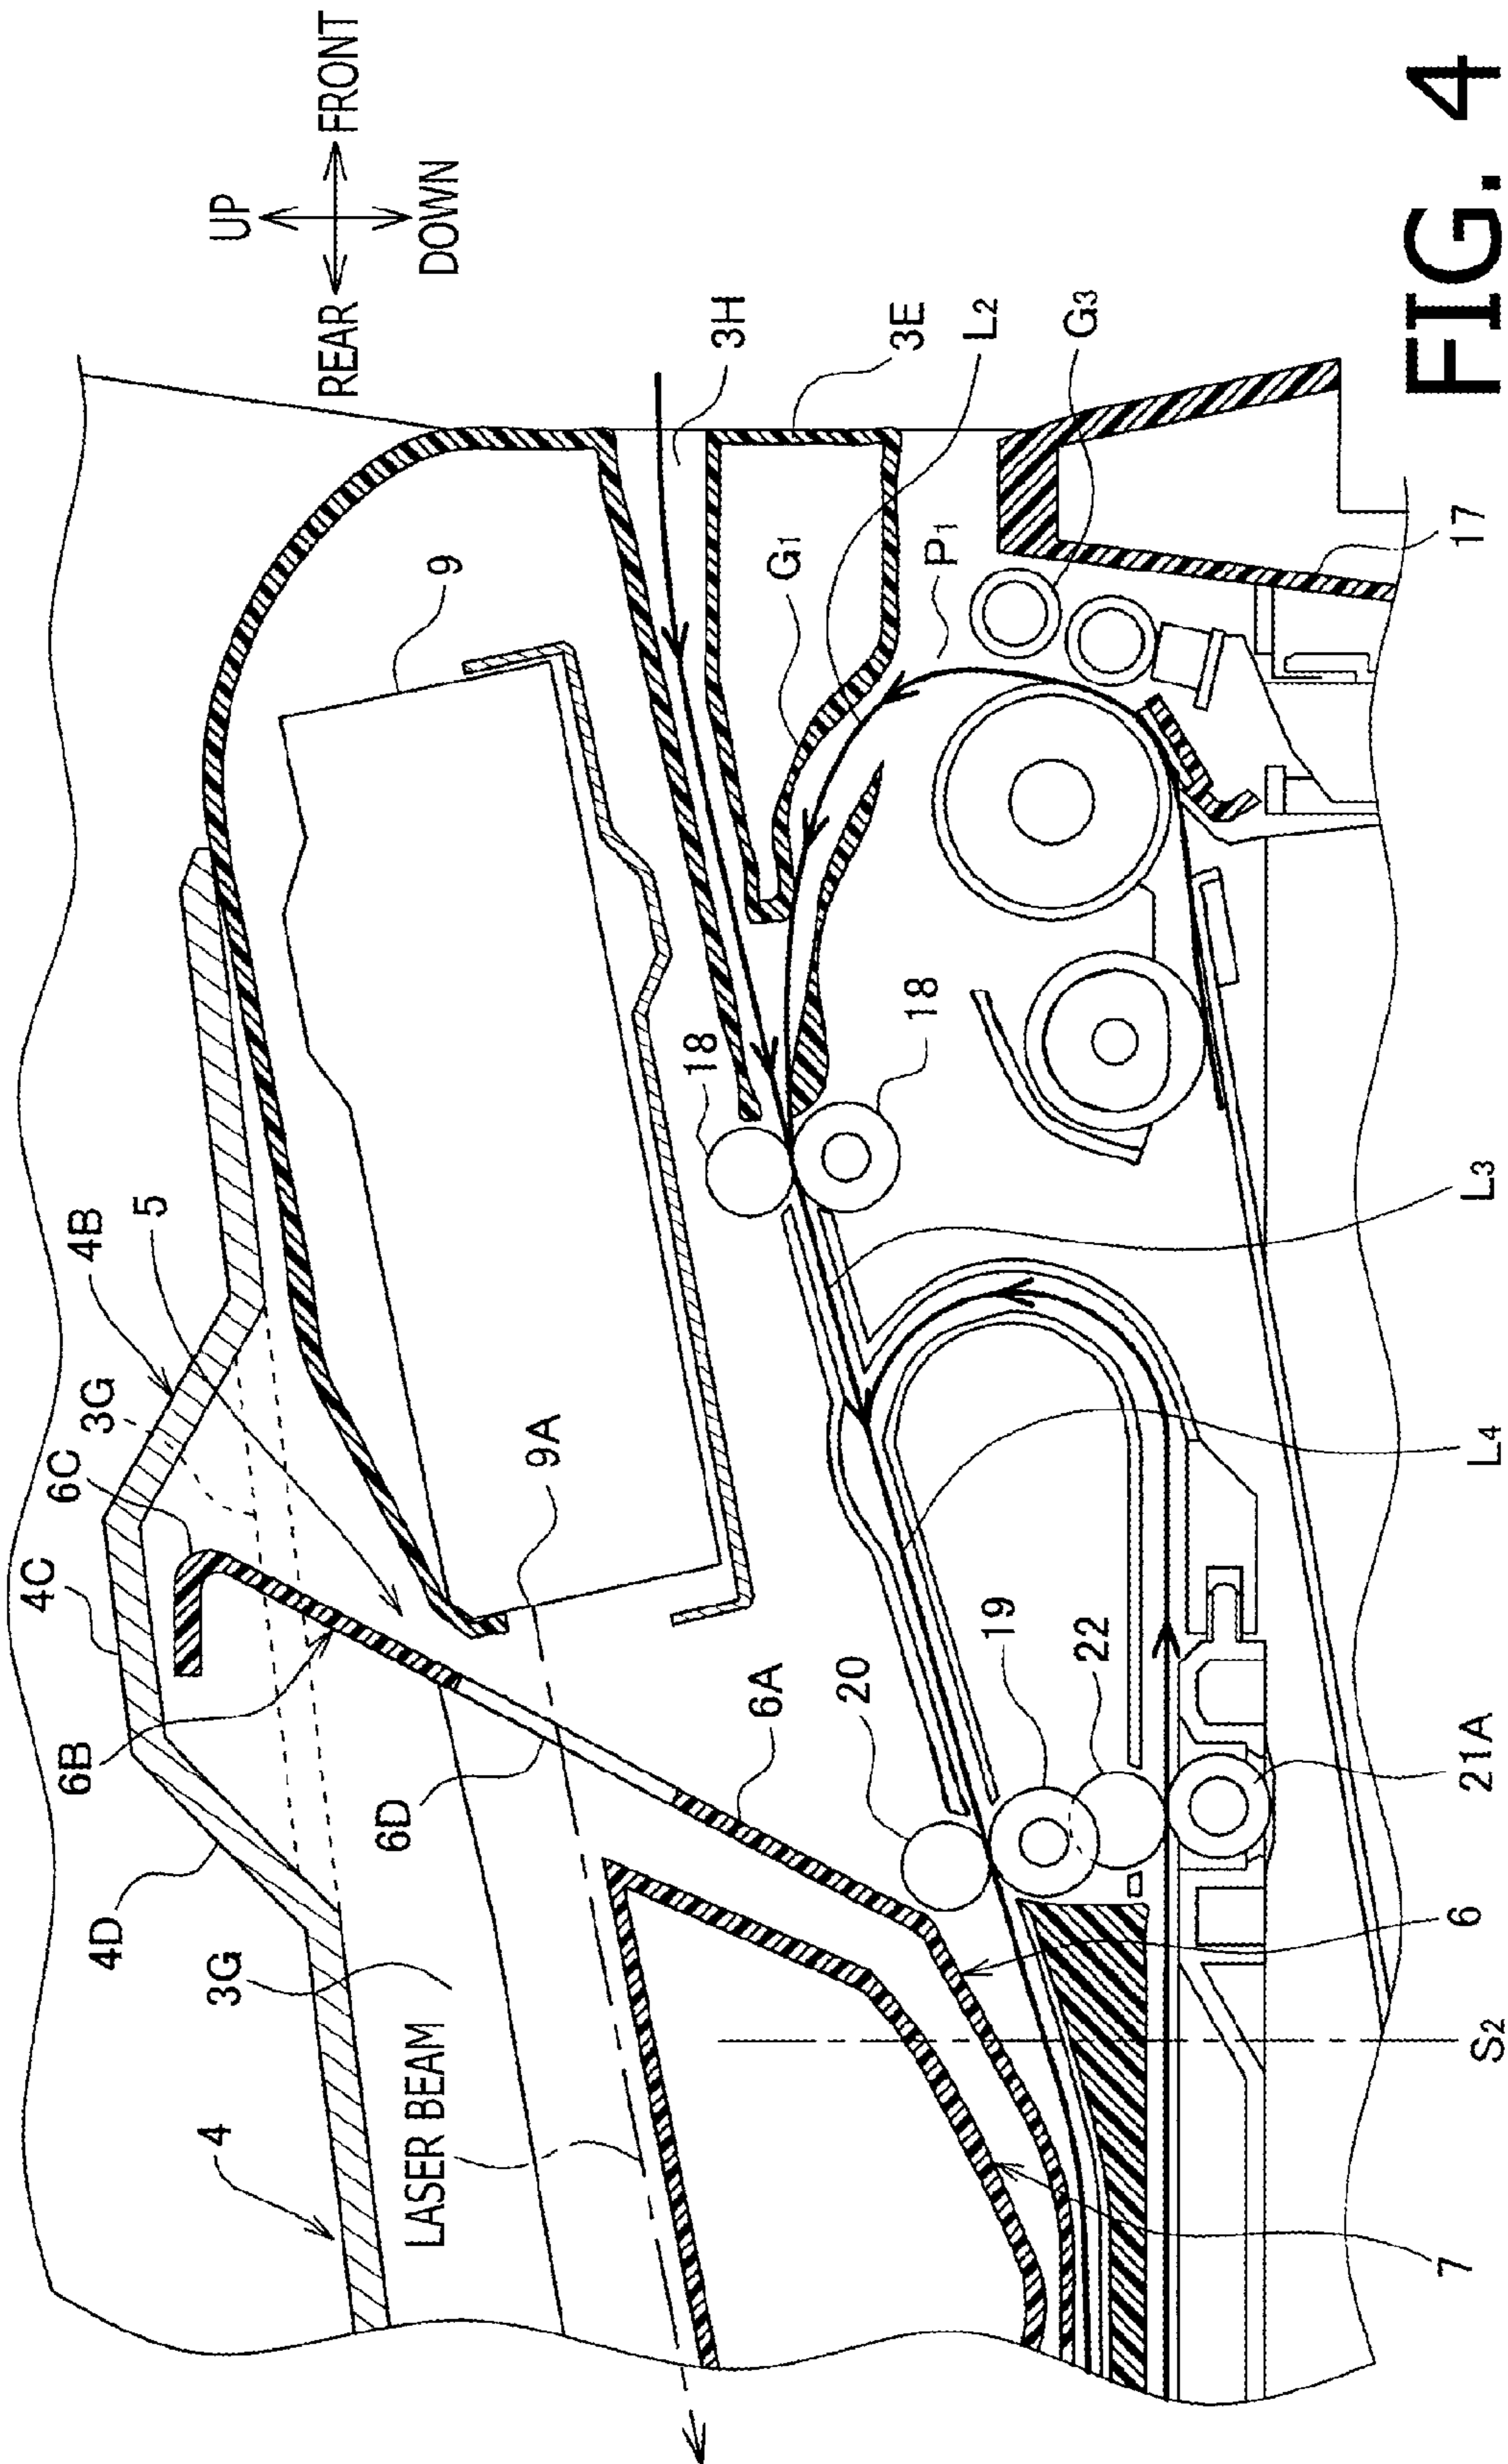 UP
REAR
FRONT
DOWN
4
4D
4C
6C
3G
4B
5
6B
3G
LASER BEAM
6D
9A
9
3H
3E
L2
G3
G1
P1
18
18
6A
20
19
22
17
7
S2
6
21A
L4
L3
FIG. 4